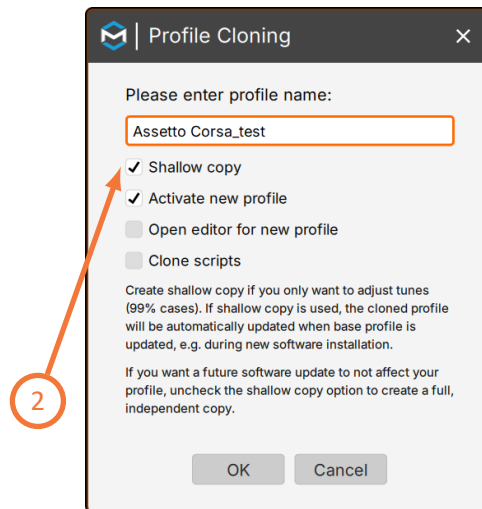 Profile Cloning
Please enter profile name:
Assetto Corsa_test
Shallow copy
Activate new profile
Open editor for new profile
Clone scripts
Create shallow copy if you only want to adjust tunes
(99% cases). If shallow copy is used, the cloned profile
will be automatically updated when base profile is
updated, e.g. during new software installation.
If you want a future software update to not affect your
profile, uncheck the shallow copy option to create a full,
independent copy.
2
OK Cancel